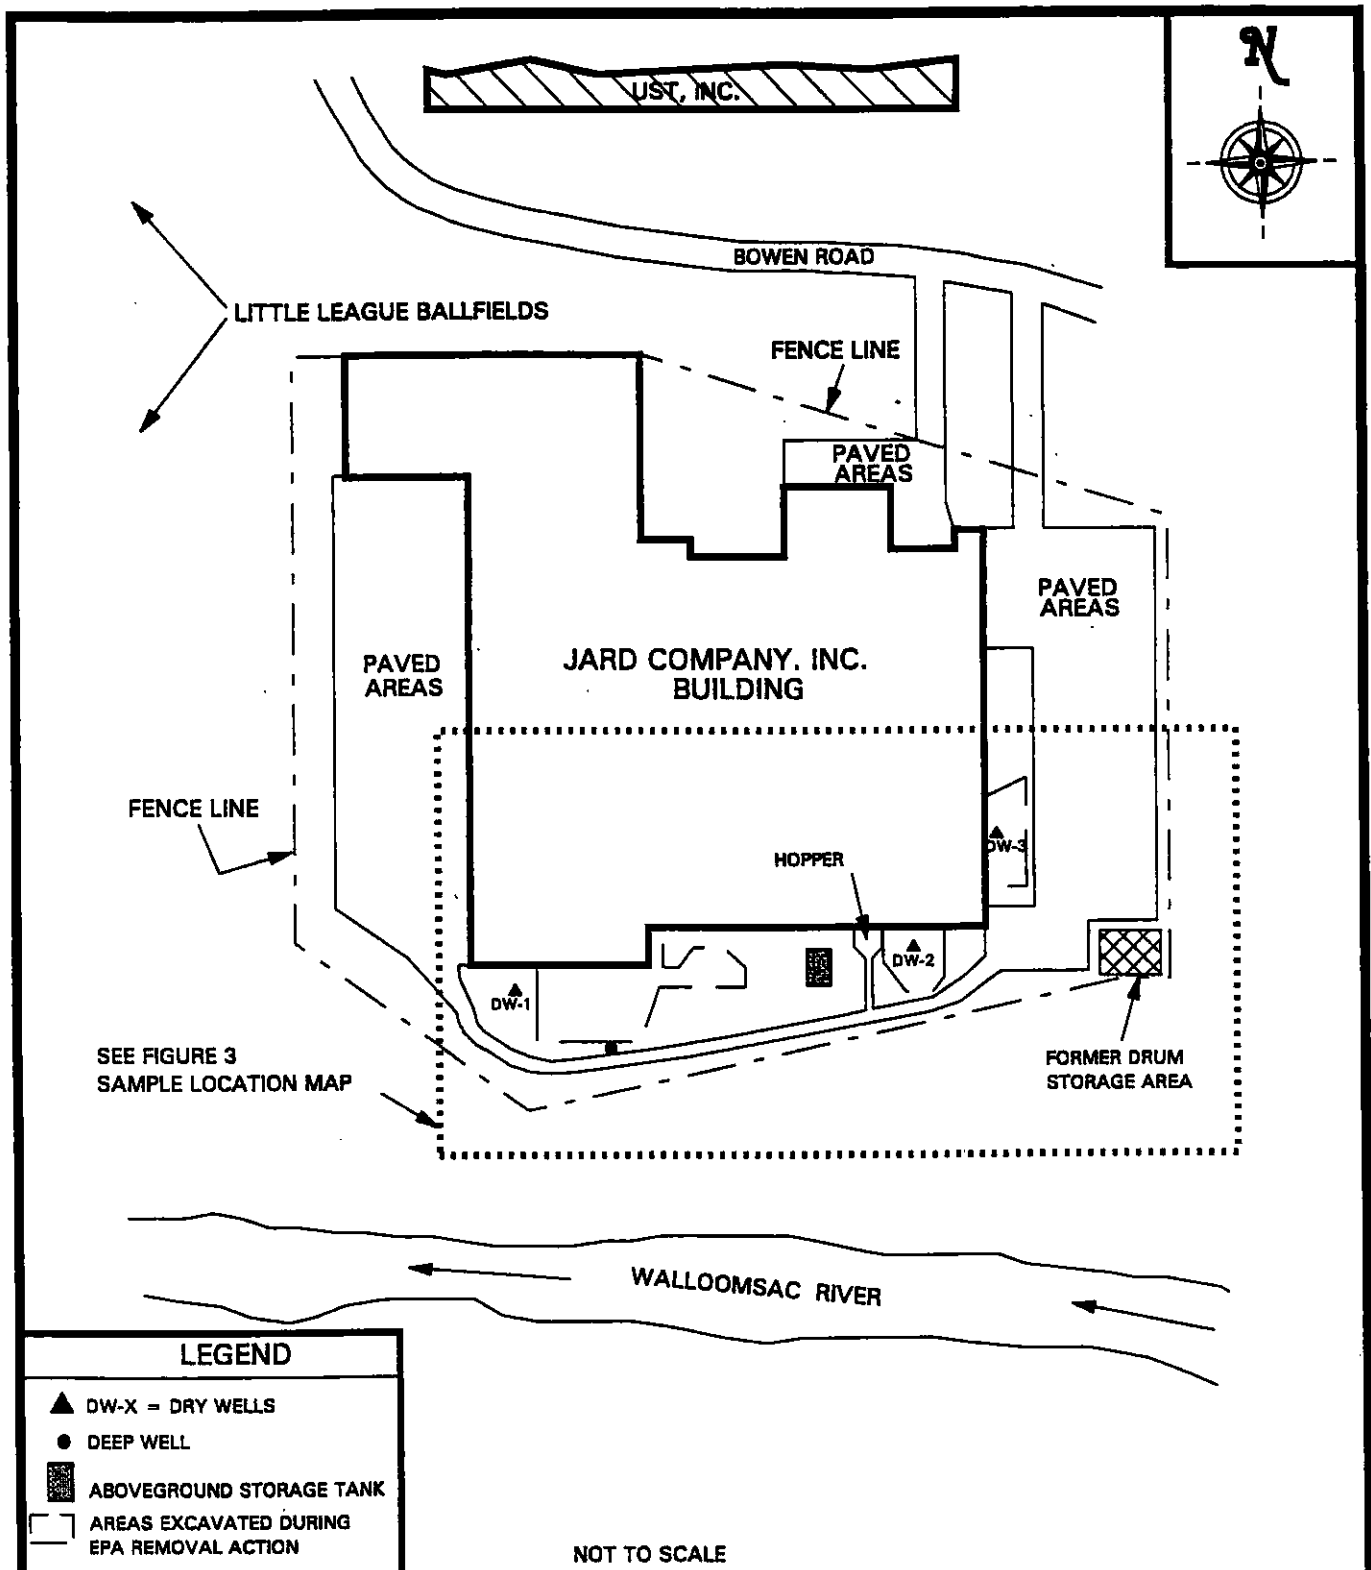 N
UST, INC.
BOWEN ROAD
LITTLE LEAGUE BALLFIELDS
FENCE LINE
PAVED
AREAS
PAVED
AREAS
PAVED
AREAS
JARD COMPANY. INC.
BUILDING
FENCE LINE
HOPPER
DW-3
DW-2
DW-1
SEE FIGURE 3
SAMPLE LOCATION MAP
FORMER DRUM
STORAGE AREA
WALLOOMSAC RIVER
LEGEND
DW-X = DRY WELLS
DEEP WELL
ABOVEGROUND STORAGE TANK
AREAS EXCAVATED DURING
EPA REMOVAL ACTION
NOT TO SCALE